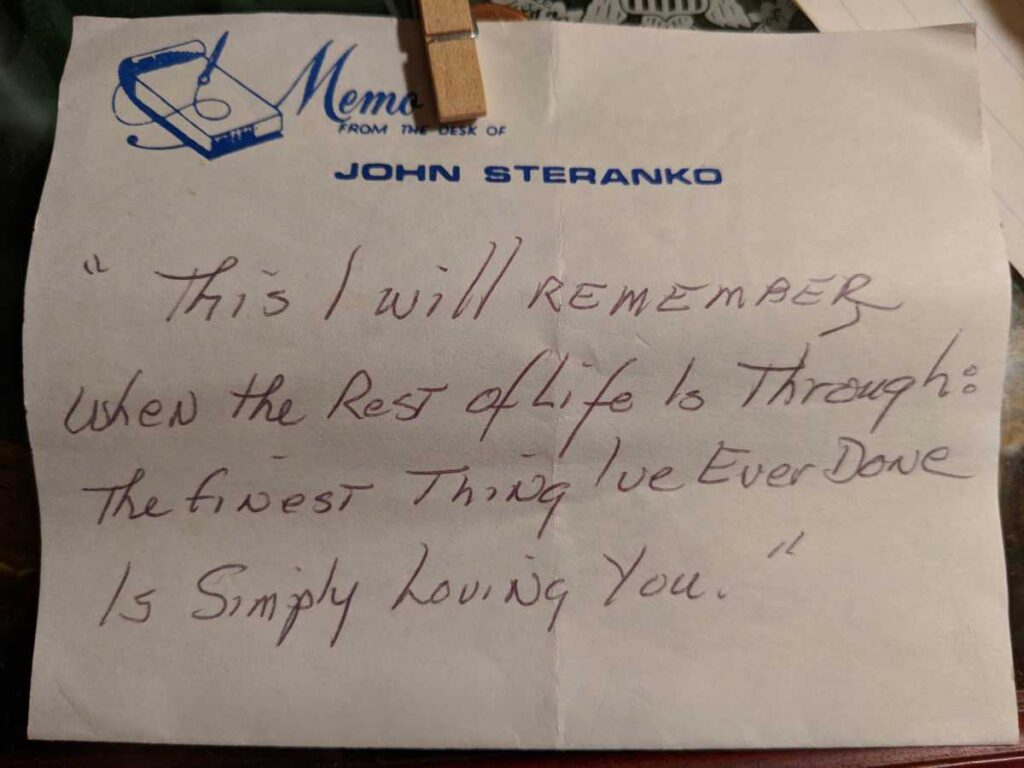 Memo
FROM THE DESK OF
JOHN STERANKO
"This I will REMEMBER
When the Rest of Life Is Through:
The Finest Thing I've Ever Done
Is Simply Loving You."